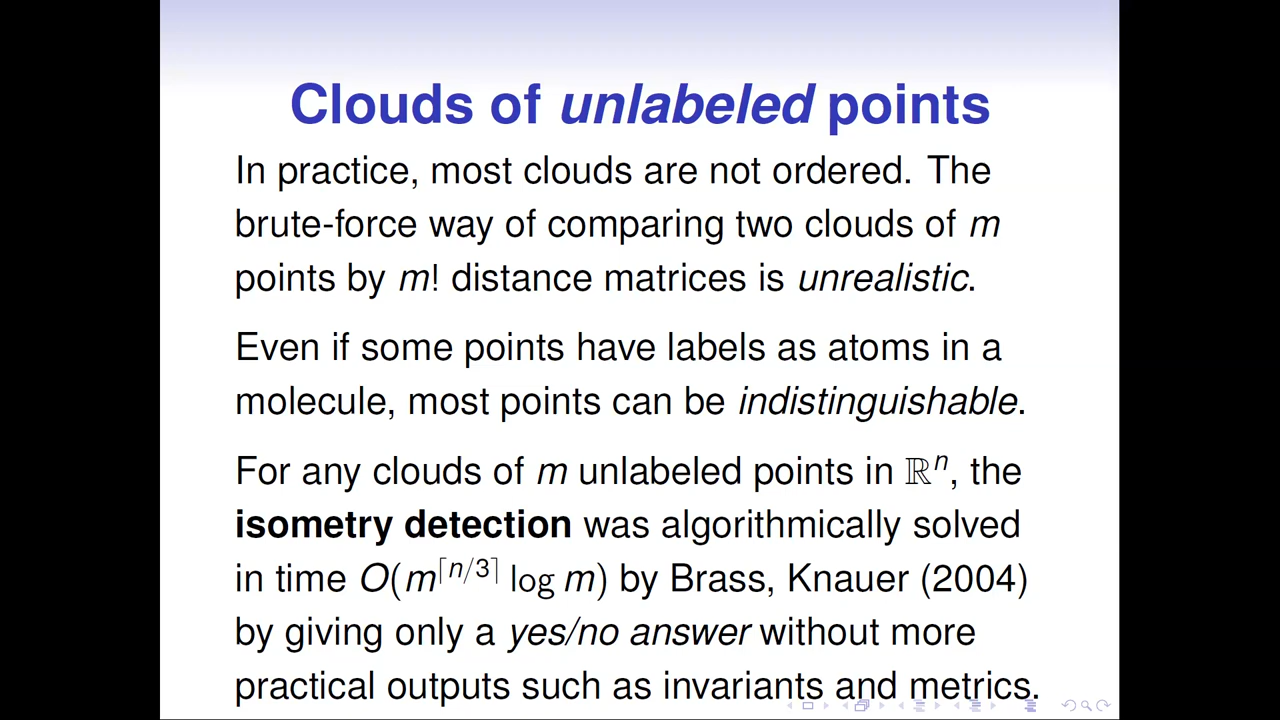 Clouds of unlabeled points
In practice, most clouds are not ordered. The
brute-force way of comparing two clouds of m
points by m! distance matrices is unrealistic.
Even if some points have labels as atoms in a
molecule, most points can be indistinguishable.
For any clouds of m unlabeled points in ℝⁿ, the
isometry detection was algorithmically solved
in time O(m^⌈n/3⌉ log m) by Brass, Knauer (2004)
by giving only a yes/no answer without more
practical outputs such as invariants and metrics.